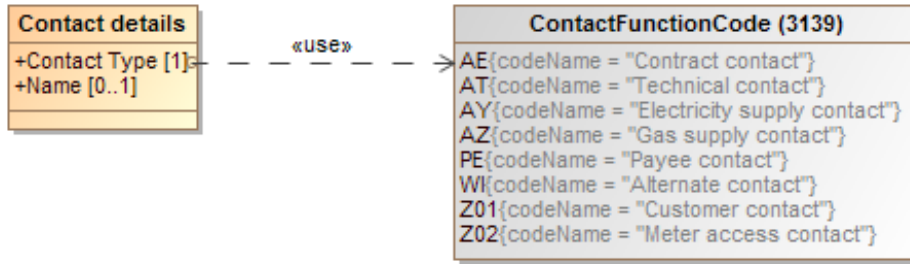 Contact details
+Contact Type [1]
+Name [0..1]
«use»
ContactFunctionCode (3139)
AE{codeName = "Contract contact"}
AT{codeName = "Technical contact"}
AY{codeName = "Electricity supply contact"}
AZ{codeName = "Gas supply contact"}
PE{codeName = "Payee contact"}
WI{codeName = "Alternate contact"}
Z01{codeName = "Customer contact"}
Z02{codeName = "Meter access contact"}